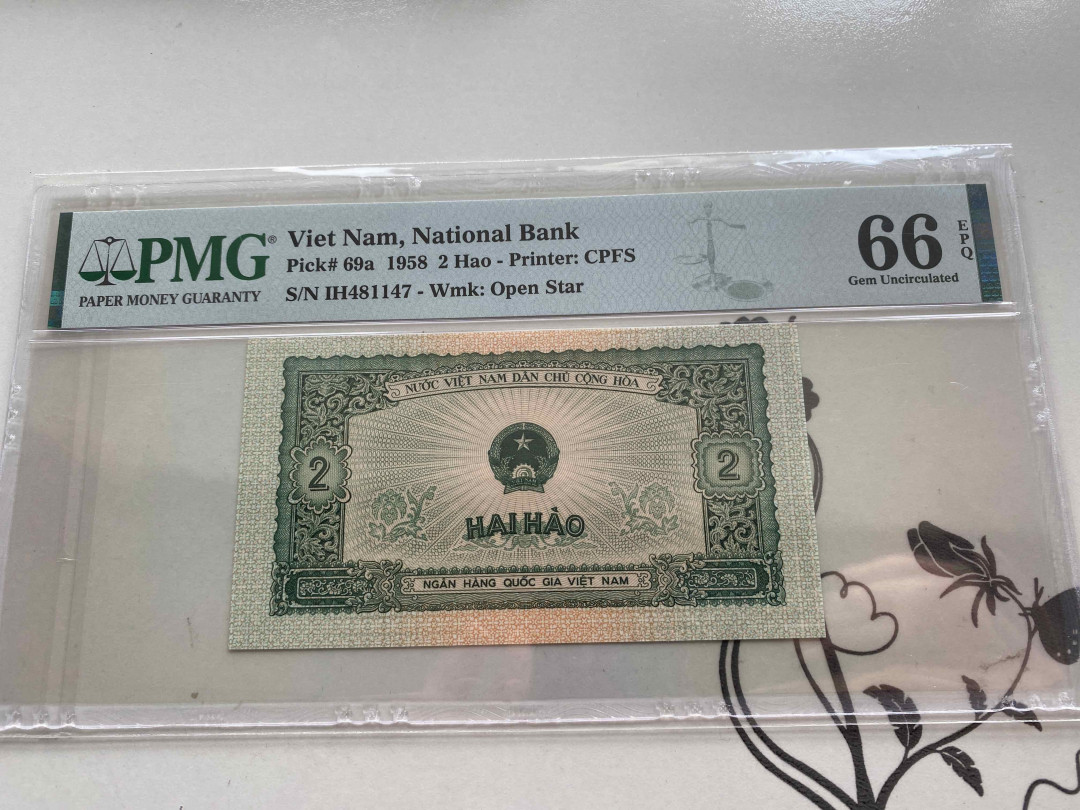 PMG®
PAPER MONEY GUARANTY
Viet Nam, National Bank
Pick# 69a 1958 2 Hao - Printer: CPFS
S/N IH481147 - Wmk: Open Star
66
EPQ
Gem Uncirculated
NƯỚC VIỆT NAM DÂN CHỦ CỘNG HÒA
2
2
HAI HÀO
NGÂN HÀNG QUỐC GIA VIỆT NAM